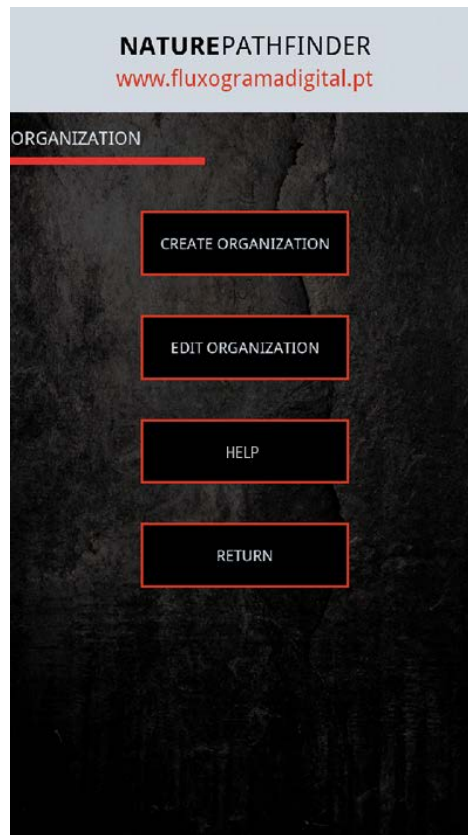 NATUREPATHFINDER
www.fluxogramadigital.pt
ORGANIZATION
CREATE ORGANIZATION
EDIT ORGANIZATION
HELP
RETURN